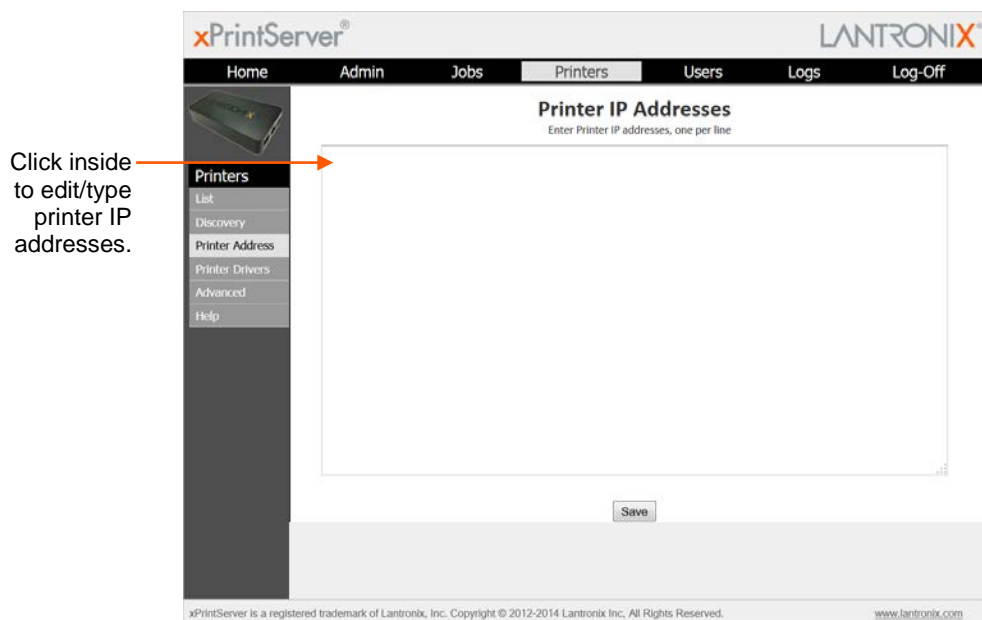 xPrintServer®
LANTRONIX®
Home Admin Jobs Printers Users Logs Log-Off
LANTRONIX
Printer IP Addresses
Enter Printer IP addresses, one per line
Click inside
to edit/type
printer IP
addresses.
Printers
List
Discovery
Printer Address
Printer Drivers
Advanced
Help
Save
xPrintServer is a registered trademark of Lantronix, Inc. Copyright © 2012-2014 Lantronix Inc, All Rights Reserved. www.lantronix.com